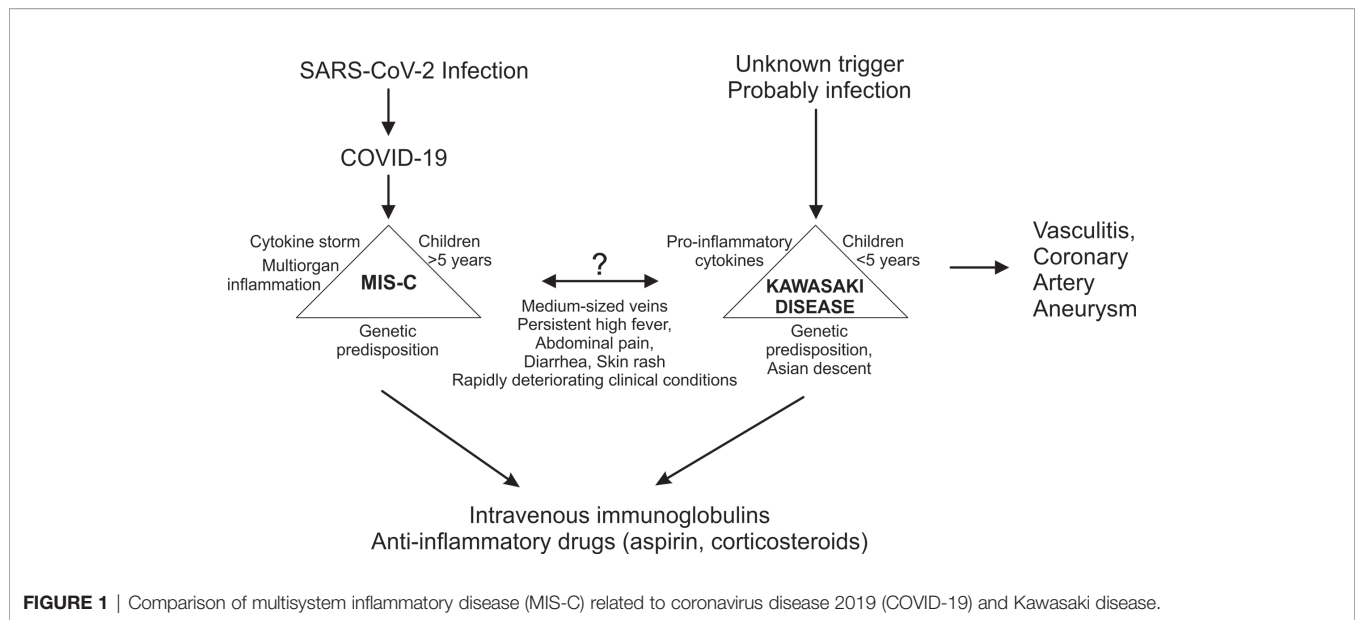 SARS-CoV-2 Infection
COVID-19
Cytokine storm
Multiorgan
inflammation
Children
>5 years
MIS-C
Genetic
predisposition
?
Medium-sized veins
Persistent high fever,
Abdominal pain,
Diarrhea, Skin rash
Rapidly deteriorating clinical conditions
Unknown trigger
Probably infection
Pro-inflammatory
cytokines
Children
<5 years
KAWASAKI
DISEASE
Genetic
predisposition,
Asian descent
Vasculitis,
Coronary
Artery
Aneurysm
Intravenous immunoglobulins
Anti-inflammatory drugs (aspirin, corticosteroids)
FIGURE 1 | Comparison of multisystem inflammatory disease (MIS-C) related to coronavirus disease 2019 (COVID-19) and Kawasaki disease.